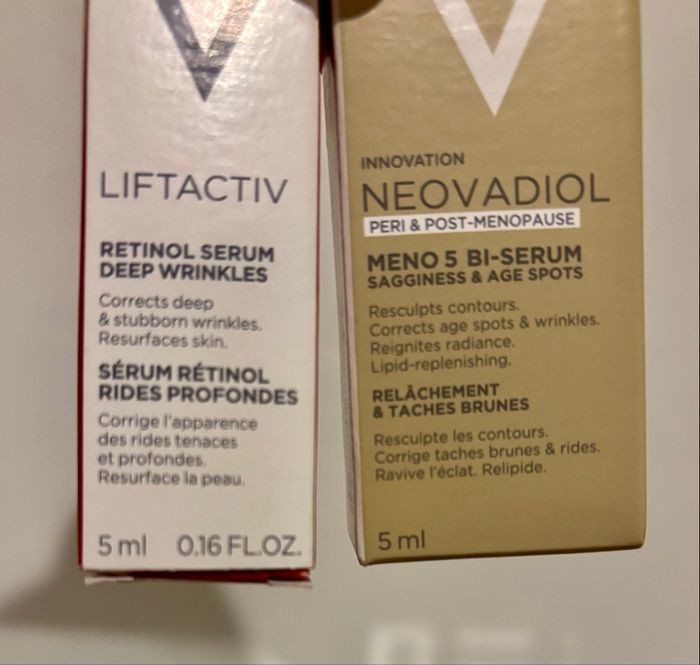 LIFTACTIV
RETINOL SERUM
DEEP WRINKLES
Corrects deep
& stubborn wrinkles.
Resurfaces skin.
SÉRUM RÉTINOL
RIDES PROFONDES
Corrige l'apparence
des rides tenaces
et profondes.
Resurface la peau.
5 ml 0.16 FL.OZ.
INNOVATION
NEOVADIOL
PERI & POST-MENOPAUSE
MENO 5 BI-SERUM
SAGGINESS & AGE SPOTS
Resculpts contours.
Corrects age spots & wrinkles.
Reignites radiance.
Lipid-replenishing.
RELÂCHEMENT
& TACHES BRUNES
Resculpte les contours.
Corrige taches brunes & rides.
Ravive l'éclat. Relipide.
5 ml